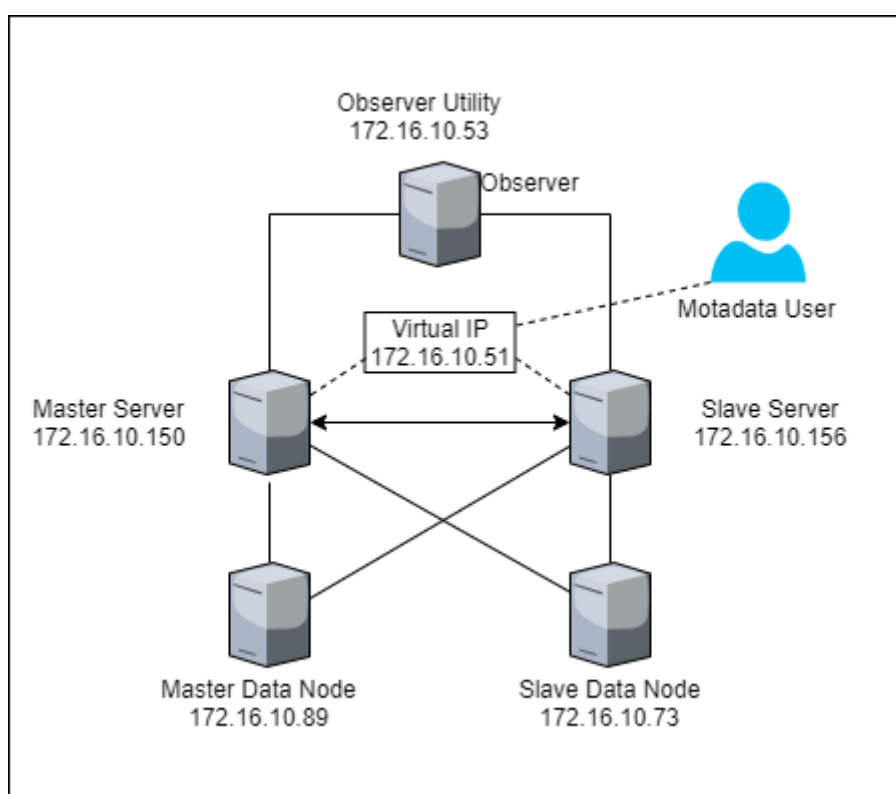 Observer Utility
172.16.10.53
Observer
Motadata User
Virtual IP
172.16.10.51
Master Server
172.16.10.150
Slave Server
172.16.10.156
Master Data Node
172.16.10.89
Slave Data Node
172.16.10.73